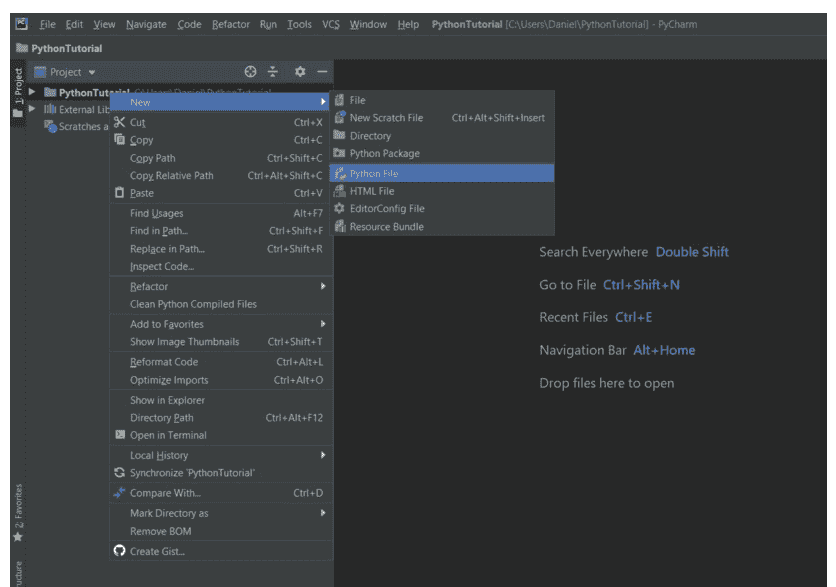 PC File Edit View Navigate Code Refactor Run Tools VCS Window Help PythonTutorial [C:\Users\Daniel\PythonTutorial] - PyCharm
PythonTutorial
1: Project
Project
PythonTutorial C:\Users\Daniel\PythonTutorial
External Lib
Scratches a
New
Cut Ctrl+X
Copy Ctrl+C
Copy Path Ctrl+Shift+C
Copy Relative Path Ctrl+Alt+Shift+C
Paste Ctrl+V
Find Usages Alt+F7
Find in Path... Ctrl+Shift+F
Replace in Path... Ctrl+Shift+R
Inspect Code...
Refactor
Clean Python Compiled Files
Add to Favorites
Show Image Thumbnails Ctrl+Shift+T
Reformat Code Ctrl+Alt+L
Optimize Imports Ctrl+Alt+O
Show in Explorer
Directory Path Ctrl+Alt+F12
Open in Terminal
Local History
Synchronize 'PythonTutorial'
Compare With... Ctrl+D
Mark Directory as
Remove BOM
Create Gist...
File
New Scratch File Ctrl+Alt+Shift+Insert
Directory
Python Package
Python File
HTML File
EditorConfig File
Resource Bundle
Search Everywhere Double Shift
Go to File Ctrl+Shift+N
Recent Files Ctrl+E
Navigation Bar Alt+Home
Drop files here to open
2: Favorites
ucture